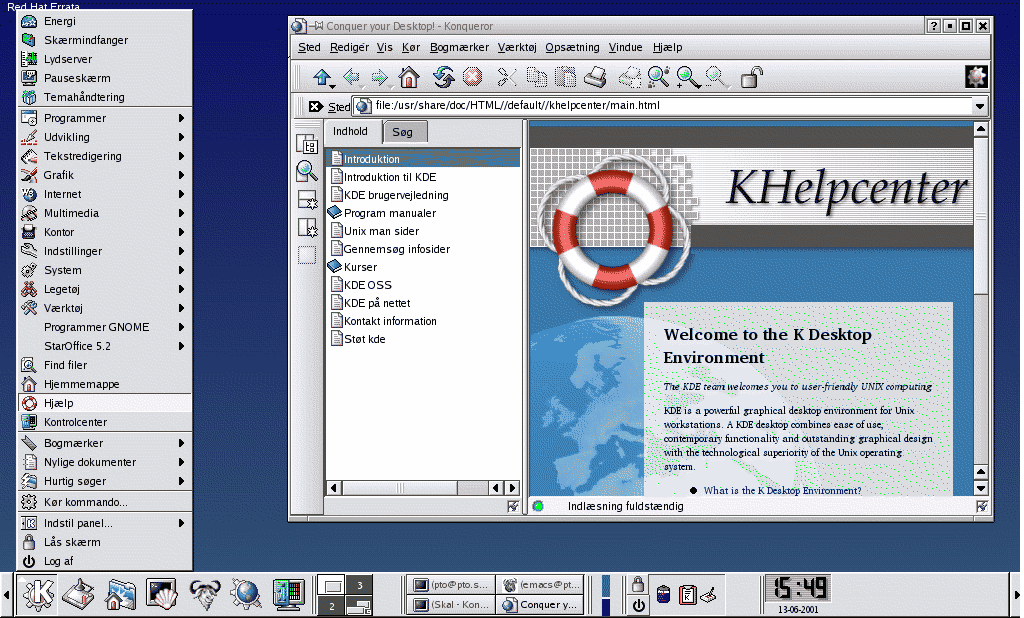 Red Hat Errata
Energi
Skærmindfanger
Lydserver
Pauseskærm
Temahåndtering
Programmer
Udvikling
Tekstredigering
Grafik
Internet
Multimedia
Kontor
Indstillinger
System
Legetøj
Værktøj
Programmer GNOME
StarOffice 5.2
Find filer
Hjemmemappe
Hjælp
Kontrolcenter
Bogmærker
Nylige dokumenter
Hurtig søger
Kør kommando...
Indstil panel...
Lås skærm
Log af
Conquer your Desktop! - Konqueror
Sted Redigér Vis Kør Bogmærker Værktøj Opsætning Vindue Hjælp
Sted file:/usr/share/doc/HTML//default//khelpcenter/main.html
Indhold Søg
Introduktion
Introduktion til KDE
KDE brugervejledning
Program manualer
Unix man sider
Gennemsøg infosider
Kurser
KDE OSS
KDE på nettet
Kontakt information
Støt kde
KHelpcenter
Welcome to the K Desktop
Environment
The KDE team welcomes you to user-friendly UNIX computing
KDE is a powerful graphical desktop environment for Unix
workstations. A KDE desktop combines ease of use,
contemporary functionality and outstanding graphical design
with the technological superiority of the Unix operating
system.
What is the K Desktop Environment?
Indlæsning fuldstændig
3
2
(pto@pto.s...
(emacs@pt...
(Skal - Kon...
Conquer y...
15:49
13-06-2001